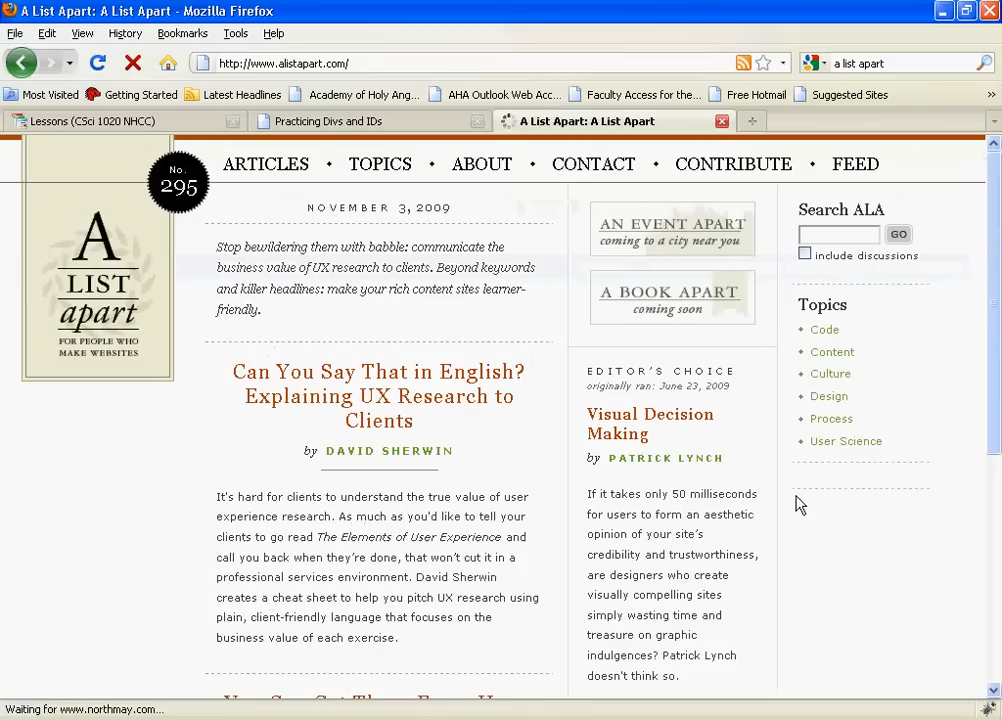 A List Apart: A List Apart - Mozilla Firefox
File Edit View History Bookmarks Tools Help
http://www.alistapart.com/
a list apart
Most Visited Getting Started Latest Headlines Academy of Holy Ang... AHA Outlook Web Acc... Faculty Access for the... Free Hotmail Suggested Sites »
Lessons (CSci 1020 NHCC) Practicing Divs and IDs A List Apart: A List Apart
No.
295
ARTICLES • TOPICS • ABOUT • CONTACT • CONTRIBUTE • FEED
A
LIST
apart
FOR PEOPLE WHO
MAKE WEBSITES
NOVEMBER 3, 2009
Stop bewildering them with babble: communicate the
business value of UX research to clients. Beyond keywords
and killer headlines: make your rich content sites learner-
friendly.
Can You Say That in English?
Explaining UX Research to
Clients
by DAVID SHERWIN
It's hard for clients to understand the true value of user
experience research. As much as you'd like to tell your
clients to go read The Elements of User Experience and
call you back when they're done, that won't cut it in a
professional services environment. David Sherwin
creates a cheat sheet to help you pitch UX research using
plain, client-friendly language that focuses on the
business value of each exercise.
AN EVENT APART
coming to a city near you
A BOOK APART
coming soon
EDITOR'S CHOICE
originally ran: June 23, 2009
Visual Decision
Making
by PATRICK LYNCH
If it takes only 50 milliseconds
for users to form an aesthetic
opinion of your site's
credibility and trustworthiness,
are designers who create
visually compelling sites
simply wasting time and
treasure on graphic
indulgences? Patrick Lynch
doesn't think so.
Search ALA
GO
include discussions
Topics
Code
Content
Culture
Design
Process
User Science
Waiting for www.northmay.com...